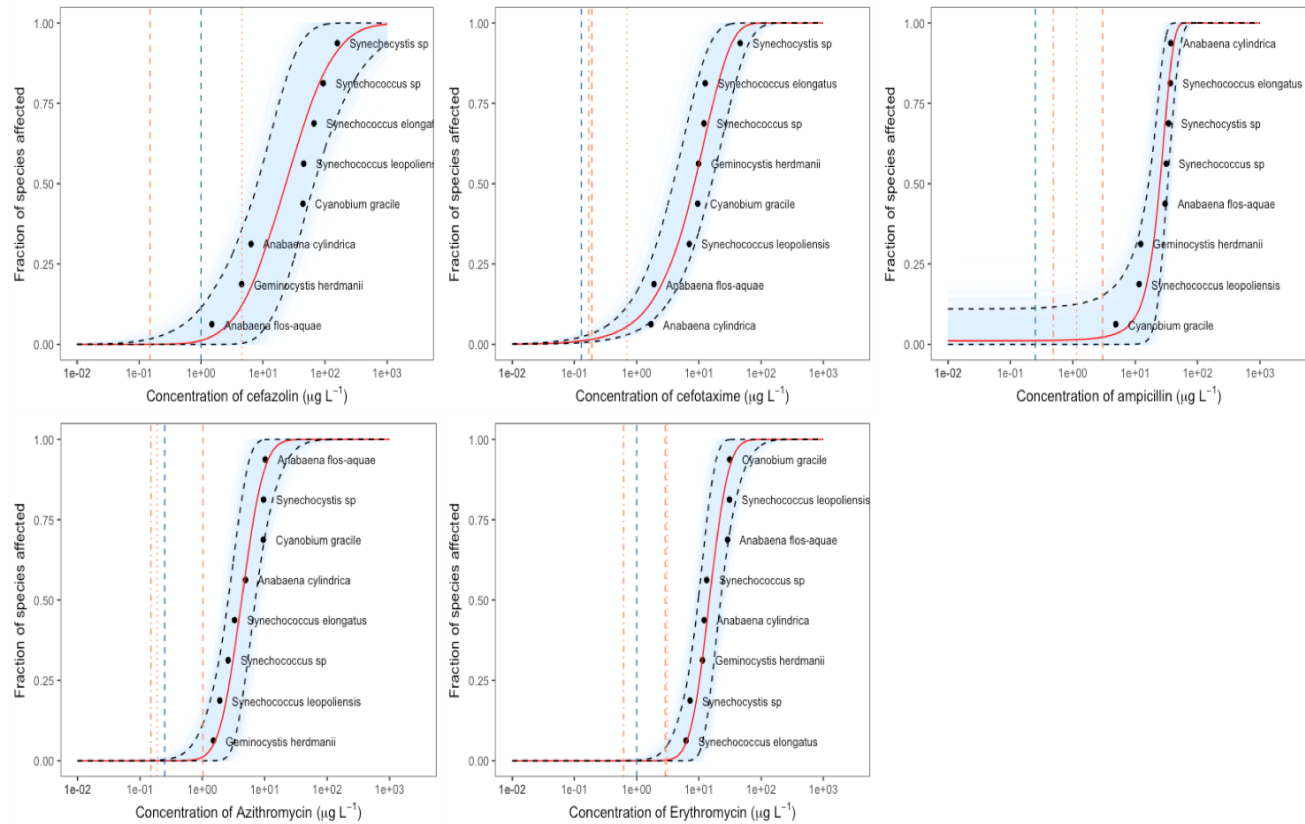 1.00
0.75
0.50
0.25
0.00
Fraction of species affected
Synechocystis sp
Synechococcus sp
Synechococcus elongat
Synechococcus leopoliens
Cyanobium gracile
Anabaena cylindrica
Geminocystis herdmanii
Anabaena flos-aquae
1e-02 1e-01 1e+00 1e+01 1e+02 1e+03
Concentration of cefazolin (μg L⁻¹)
1.00
0.75
0.50
0.25
0.00
Fraction of species affected
Synechocystis sp
Synechococcus elongatus
Synechococcus sp
Geminocystis herdmanii
Cyanobium gracile
Synechococcus leopoliensis
Anabaena flos-aquae
Anabaena cylindrica
1e-02 1e-01 1e+00 1e+01 1e+02 1e+03
Concentration of cefotaxime (μg L⁻¹)
1.00
0.75
0.50
0.25
0.00
Fraction of species affected
Anabaena cylindrica
Synechococcus elongatus
Synechocystis sp
Synechococcus sp
Anabaena flos-aquae
Geminocystis herdmanii
Synechococcus leopoliensis
Cyanobium gracile
1e-02 1e-01 1e+00 1e+01 1e+02 1e+03
Concentration of ampicillin (μg L⁻¹)
1.00
0.75
0.50
0.25
0.00
Fraction of species affected
Anabaena flos-aquae
Synechocystis sp
Cyanobium gracile
Anabaena cylindrica
Synechococcus elongatus
Synechococcus sp
Synechococcus leopoliensis
Geminocystis herdmanii
1e-02 1e-01 1e+00 1e+01 1e+02 1e+03
Concentration of Azithromycin (μg L⁻¹)
1.00
0.75
0.50
0.25
0.00
Fraction of species affected
Cyanobium gracile
Synechococcus leopoliensis
Anabaena flos-aquae
Synechococcus sp
Anabaena cylindrica
Geminocystis herdmanii
Synechocystis sp
Synechococcus elongatus
1e-02 1e-01 1e+00 1e+01 1e+02 1e+03
Concentration of Erythromycin (μg L⁻¹)